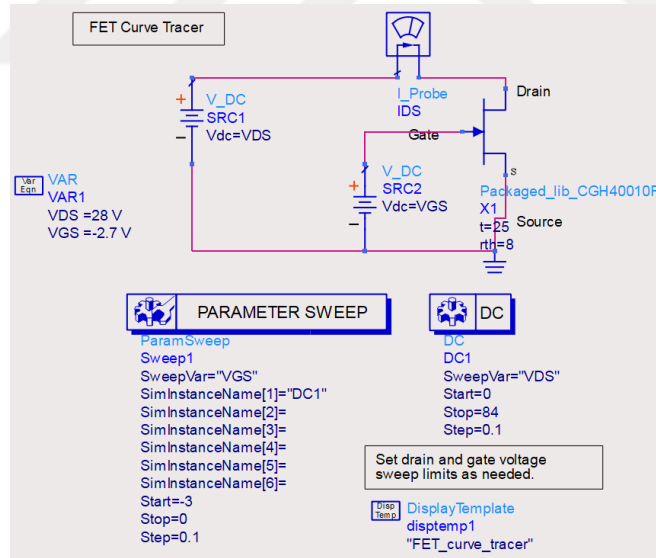 FET Curve Tracer
I_Probe
IDS
V_DC
SRC1
Vdc=VDS
Drain
Gate
V_DC
SRC2
Vdc=VGS
S
Packaged_lib_CGH40010F
X1
t=25
rth=8
Source
Var
Eqn
VAR
VAR1
VDS =28 V
VGS =-2.7 V
PARAMETER SWEEP
ParamSweep
Sweep1
SweepVar="VGS"
SimInstanceName[1]="DC1"
SimInstanceName[2]=
SimInstanceName[3]=
SimInstanceName[4]=
SimInstanceName[5]=
SimInstanceName[6]=
Start=-3
Stop=0
Step=0.1
DC
DC
DC1
SweepVar="VDS"
Start=0
Stop=84
Step=0.1
Set drain and gate voltage
sweep limits as needed.
Disp
Temp
DisplayTemplate
disptemp1
"FET_curve_tracer"